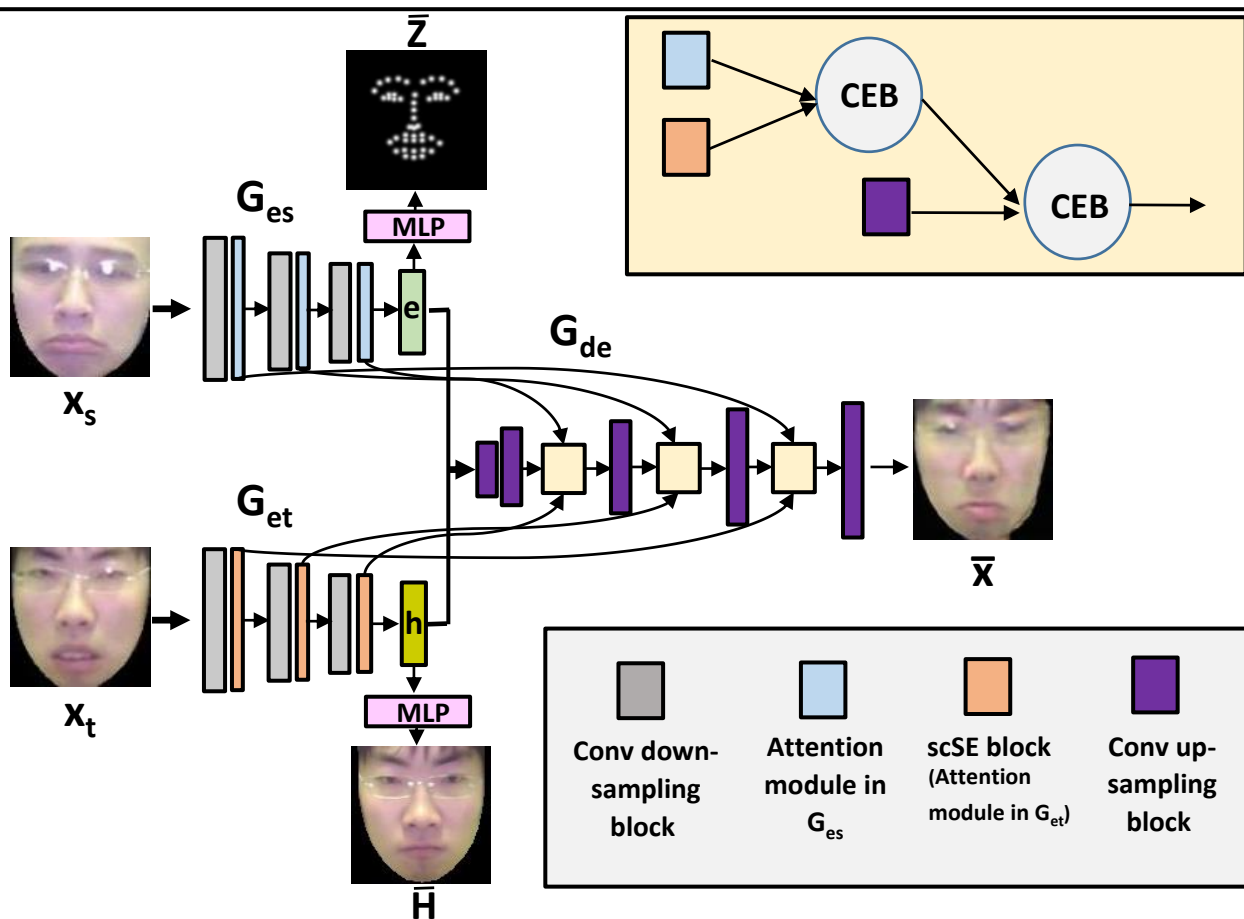 Z̄
CEB
CEB
MLP
G_es
e
x_s
G_de
G_et
x̄
h
x_t
MLP
H̄
Conv down-
sampling
block
Attention
module in
G_es
scSE block
(Attention
module in G_et)
Conv up-
sampling
block